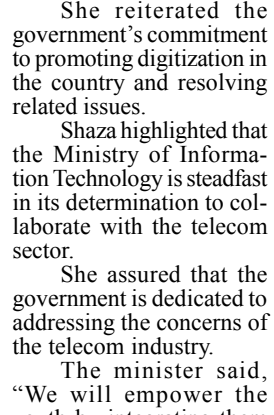 She reiterated the
government's commitment
to promoting digitization in
the country and resolving
related issues.
Shaza highlighted that
the Ministry of Informa-
tion Technology is steadfast
in its determination to col-
laborate with the telecom
sector.
She assured that the
government is dedicated to
addressing the concerns of
the telecom industry.
The minister said,
“We will empower the